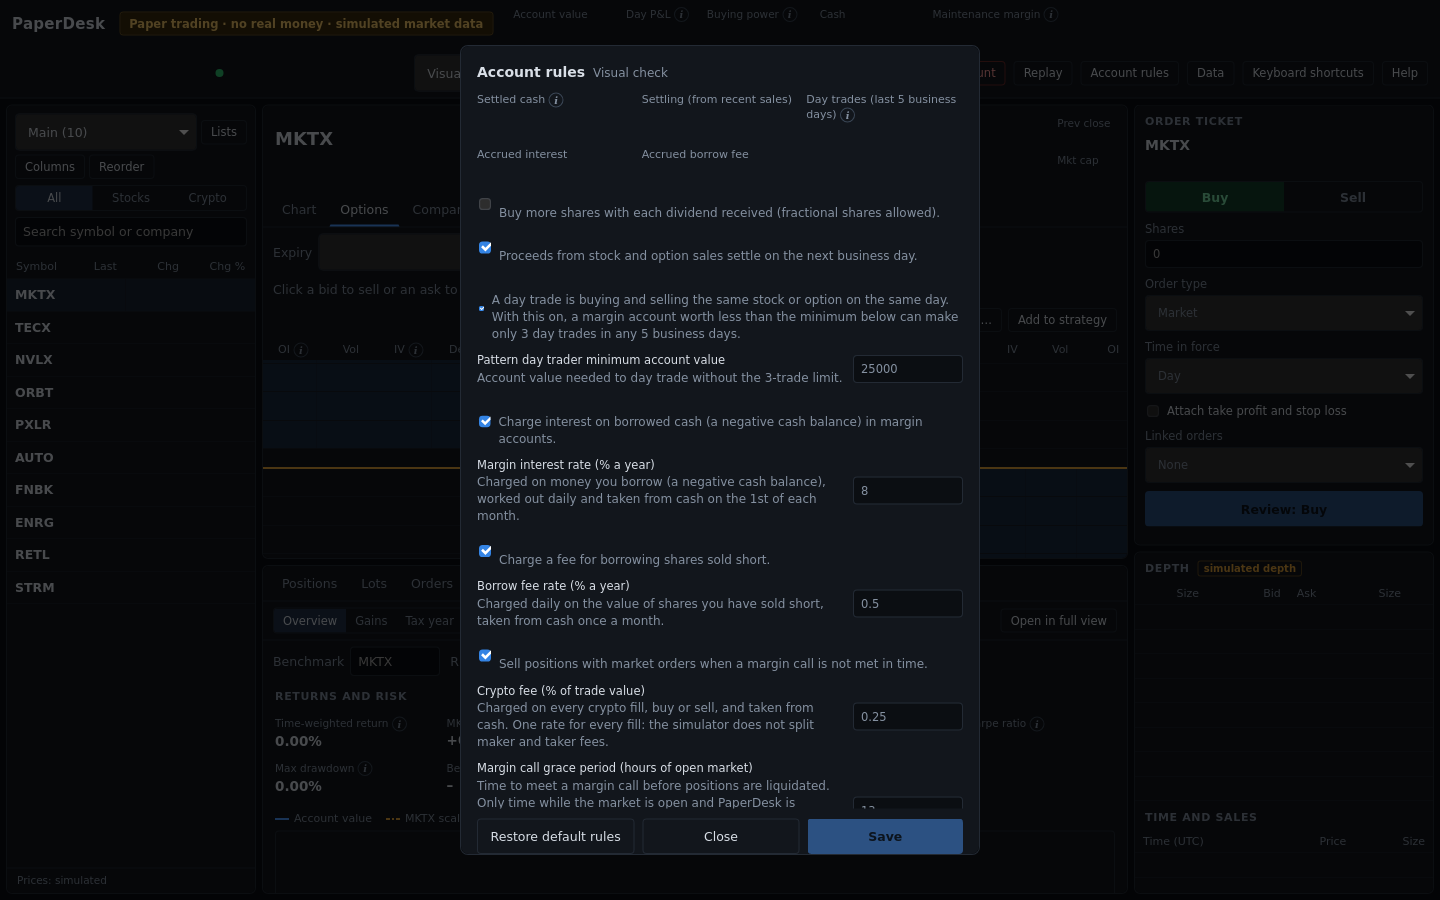 PaperDesk
Paper trading · no real money · simulated market data
Account value
Day P&L
Buying power
Cash
Maintenance margin
Replay
Account rules
Data
Keyboard shortcuts
Help
Main (10)
Lists
Columns
Reorder
All
Stocks
Crypto
Search symbol or company
Symbol Last Chg Chg %
MKTX
TECX
NVLX
ORBT
PXLR
AUTO
FNBK
ENRG
RETL
STRM
Prices: simulated
MKTX
Prev close
Mkt cap
Chart
Options
Expiry
Click a bid to sell or an ask to
Add to strategy
OI Vol IV
IV Vol OI
Positions
Lots
Orders
Overview
Gains
Tax year
Open in full view
Benchmark
MKTX
RETURNS AND RISK
Time-weighted return
0.00%
Max drawdown
0.00%
Account value
Account rules Visual check
Settled cash
Settling (from recent sales)
Day trades (last 5 business
days)
Accrued interest
Accrued borrow fee
Buy more shares with each dividend received (fractional shares allowed).
Proceeds from stock and option sales settle on the next business day.
A day trade is buying and selling the same stock or option on the same day.
With this on, a margin account worth less than the minimum below can make
only 3 day trades in any 5 business days.
Pattern day trader minimum account value
Account value needed to day trade without the 3-trade limit.
25000
Charge interest on borrowed cash (a negative cash balance) in margin
accounts.
Margin interest rate (% a year)
Charged on money you borrow (a negative cash balance),
worked out daily and taken from cash on the 1st of each
month.
8
Charge a fee for borrowing shares sold short.
Borrow fee rate (% a year)
Charged daily on the value of shares you have sold short,
taken from cash once a month.
0.5
Sell positions with market orders when a margin call is not met in time.
Crypto fee (% of trade value)
Charged on every crypto fill, buy or sell, and taken from
cash. One rate for every fill: the simulator does not split
maker and taker fees.
0.25
Margin call grace period (hours of open market)
Time to meet a margin call before positions are liquidated.
Only time while the market is open and PaperDesk is
Restore default rules
Close
Save
ORDER TICKET
MKTX
Buy
Sell
Shares
0
Order type
Market
Time in force
Day
Attach take profit and stop loss
Linked orders
None
Review: Buy
DEPTH simulated depth
Size Bid Ask Size
TIME AND SALES
Time (UTC) Price Size